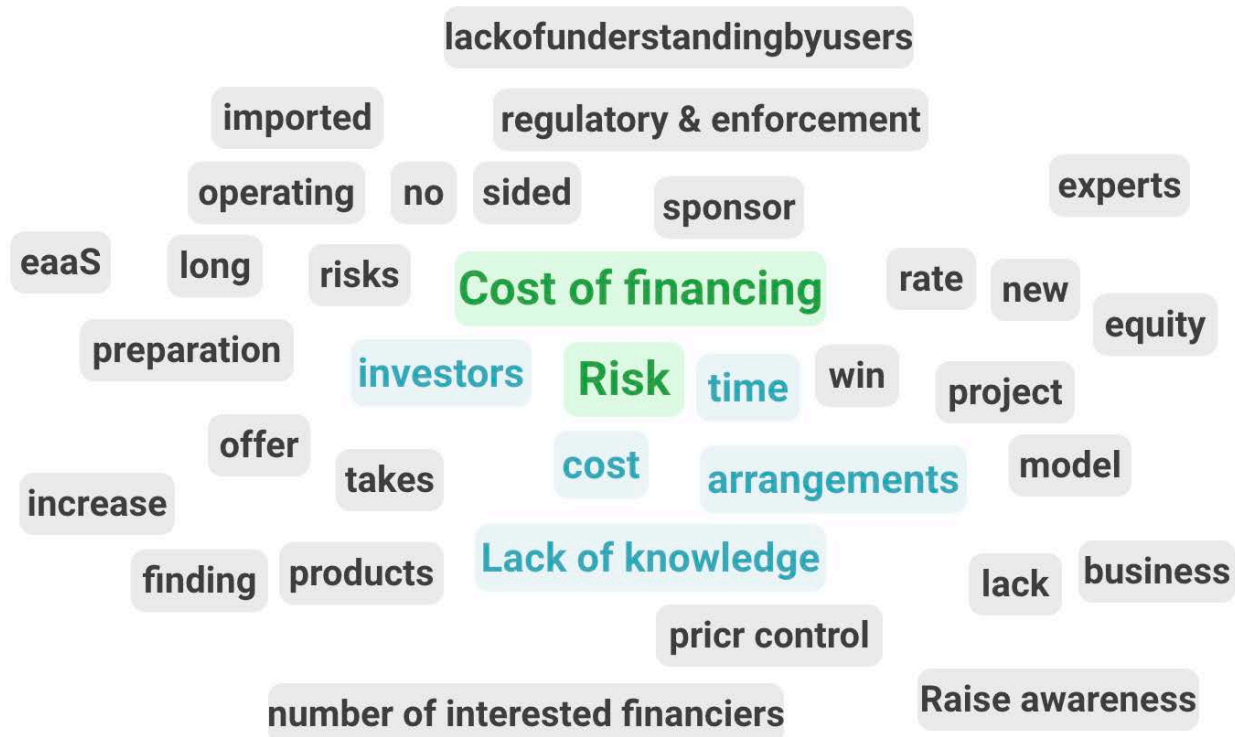 lackofunderstandingbyusers
imported
regulatory & enforcement
operating
no
sided
sponsor
experts
eaaS
long
risks
Cost of financing
rate
new
equity
preparation
investors
Risk
time
win
project
offer
takes
cost
arrangements
model
increase
finding
products
Lack of knowledge
lack
business
pricr control
number of interested financiers
Raise awareness